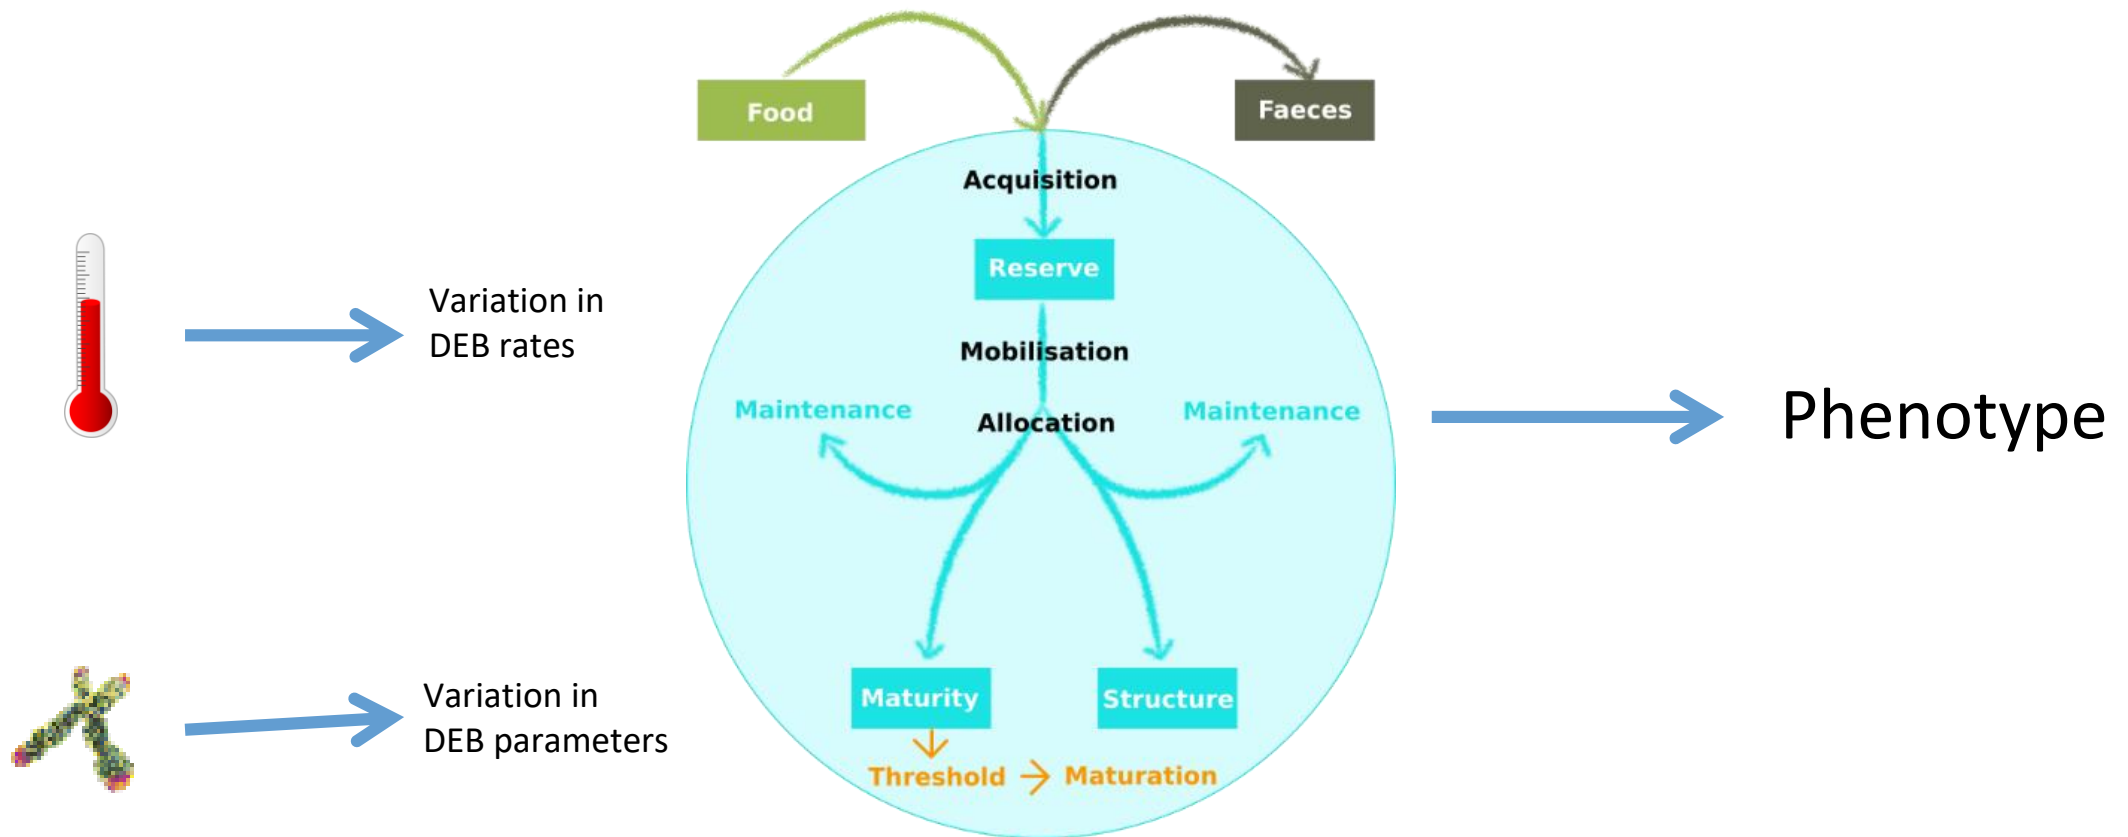 Food
Faeces
Acquisition
Reserve
Variation in
DEB rates
Mobilisation
Maintenance
Allocation
Maintenance
Phenotype
Variation in
DEB parameters
Maturity
Structure
Threshold
Maturation